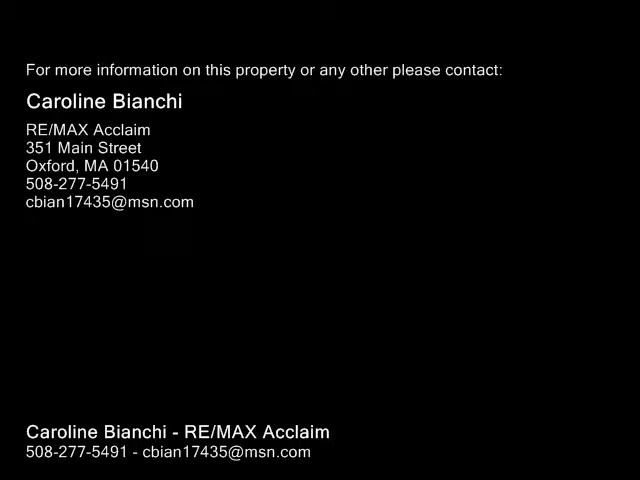 For more information on this property or any other please contact:
Caroline Bianchi
RE/MAX Acclaim
351 Main Street
Oxford, MA 01540
508-277-5491
cbian17435@msn.com
Caroline Bianchi - RE/MAX Acclaim
508-277-5491 - cbian17435@msn.com